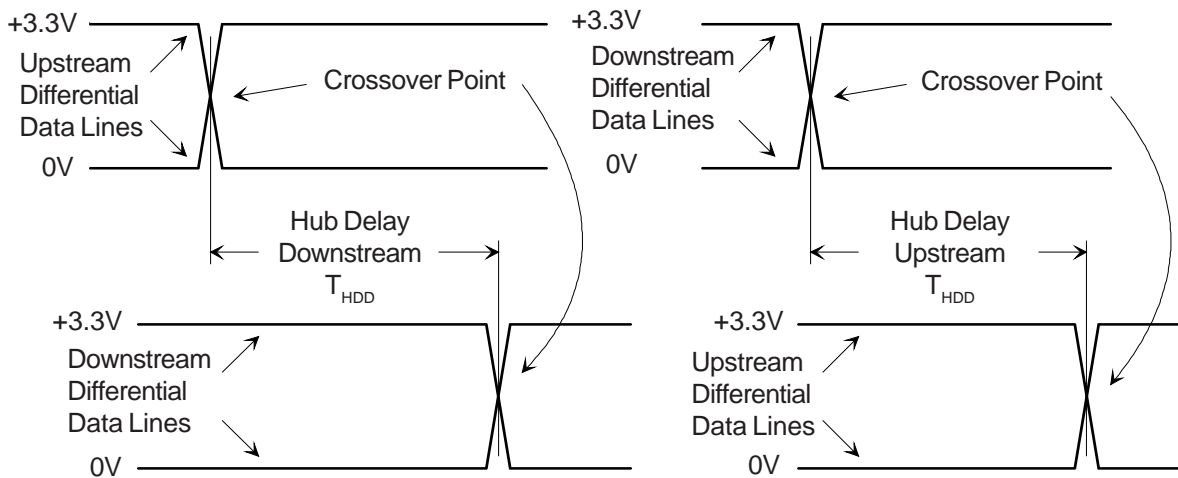 +3.3V
Upstream
Differential
Data Lines
0V
Crossover Point
Hub Delay
Downstream
T_HDD
+3.3V
Downstream
Differential
Data Lines
0V
+3.3V
Downstream
Differential
Data Lines
0V
Crossover Point
Hub Delay
Upstream
T_HDD
+3.3V
Upstream
Differential
Data Lines
0V